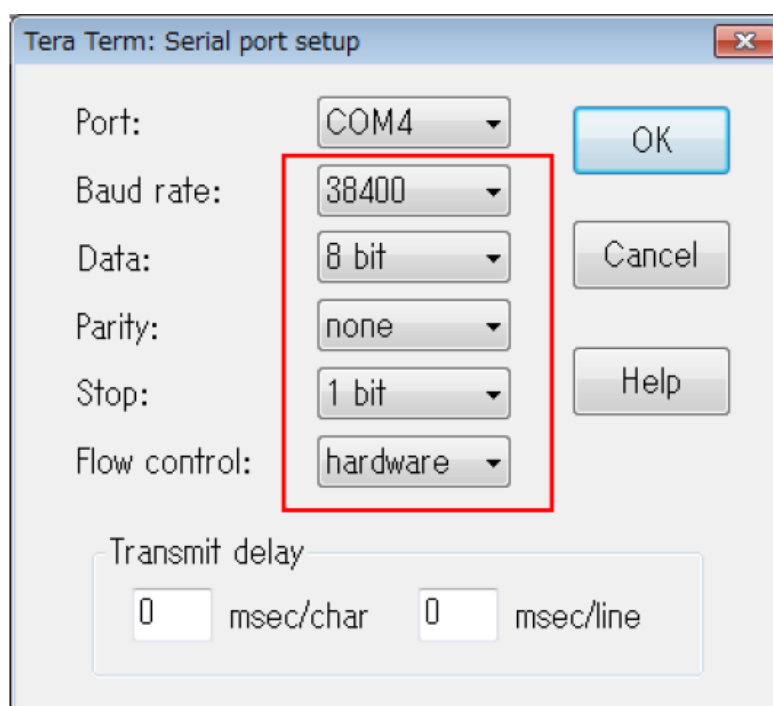 Tera Term: Serial port setup
Port: COM4
OK
Baud rate: 38400
Data: 8 bit
Cancel
Parity: none
Stop: 1 bit
Help
Flow control: hardware
Transmit delay
0 msec/char 0 msec/line